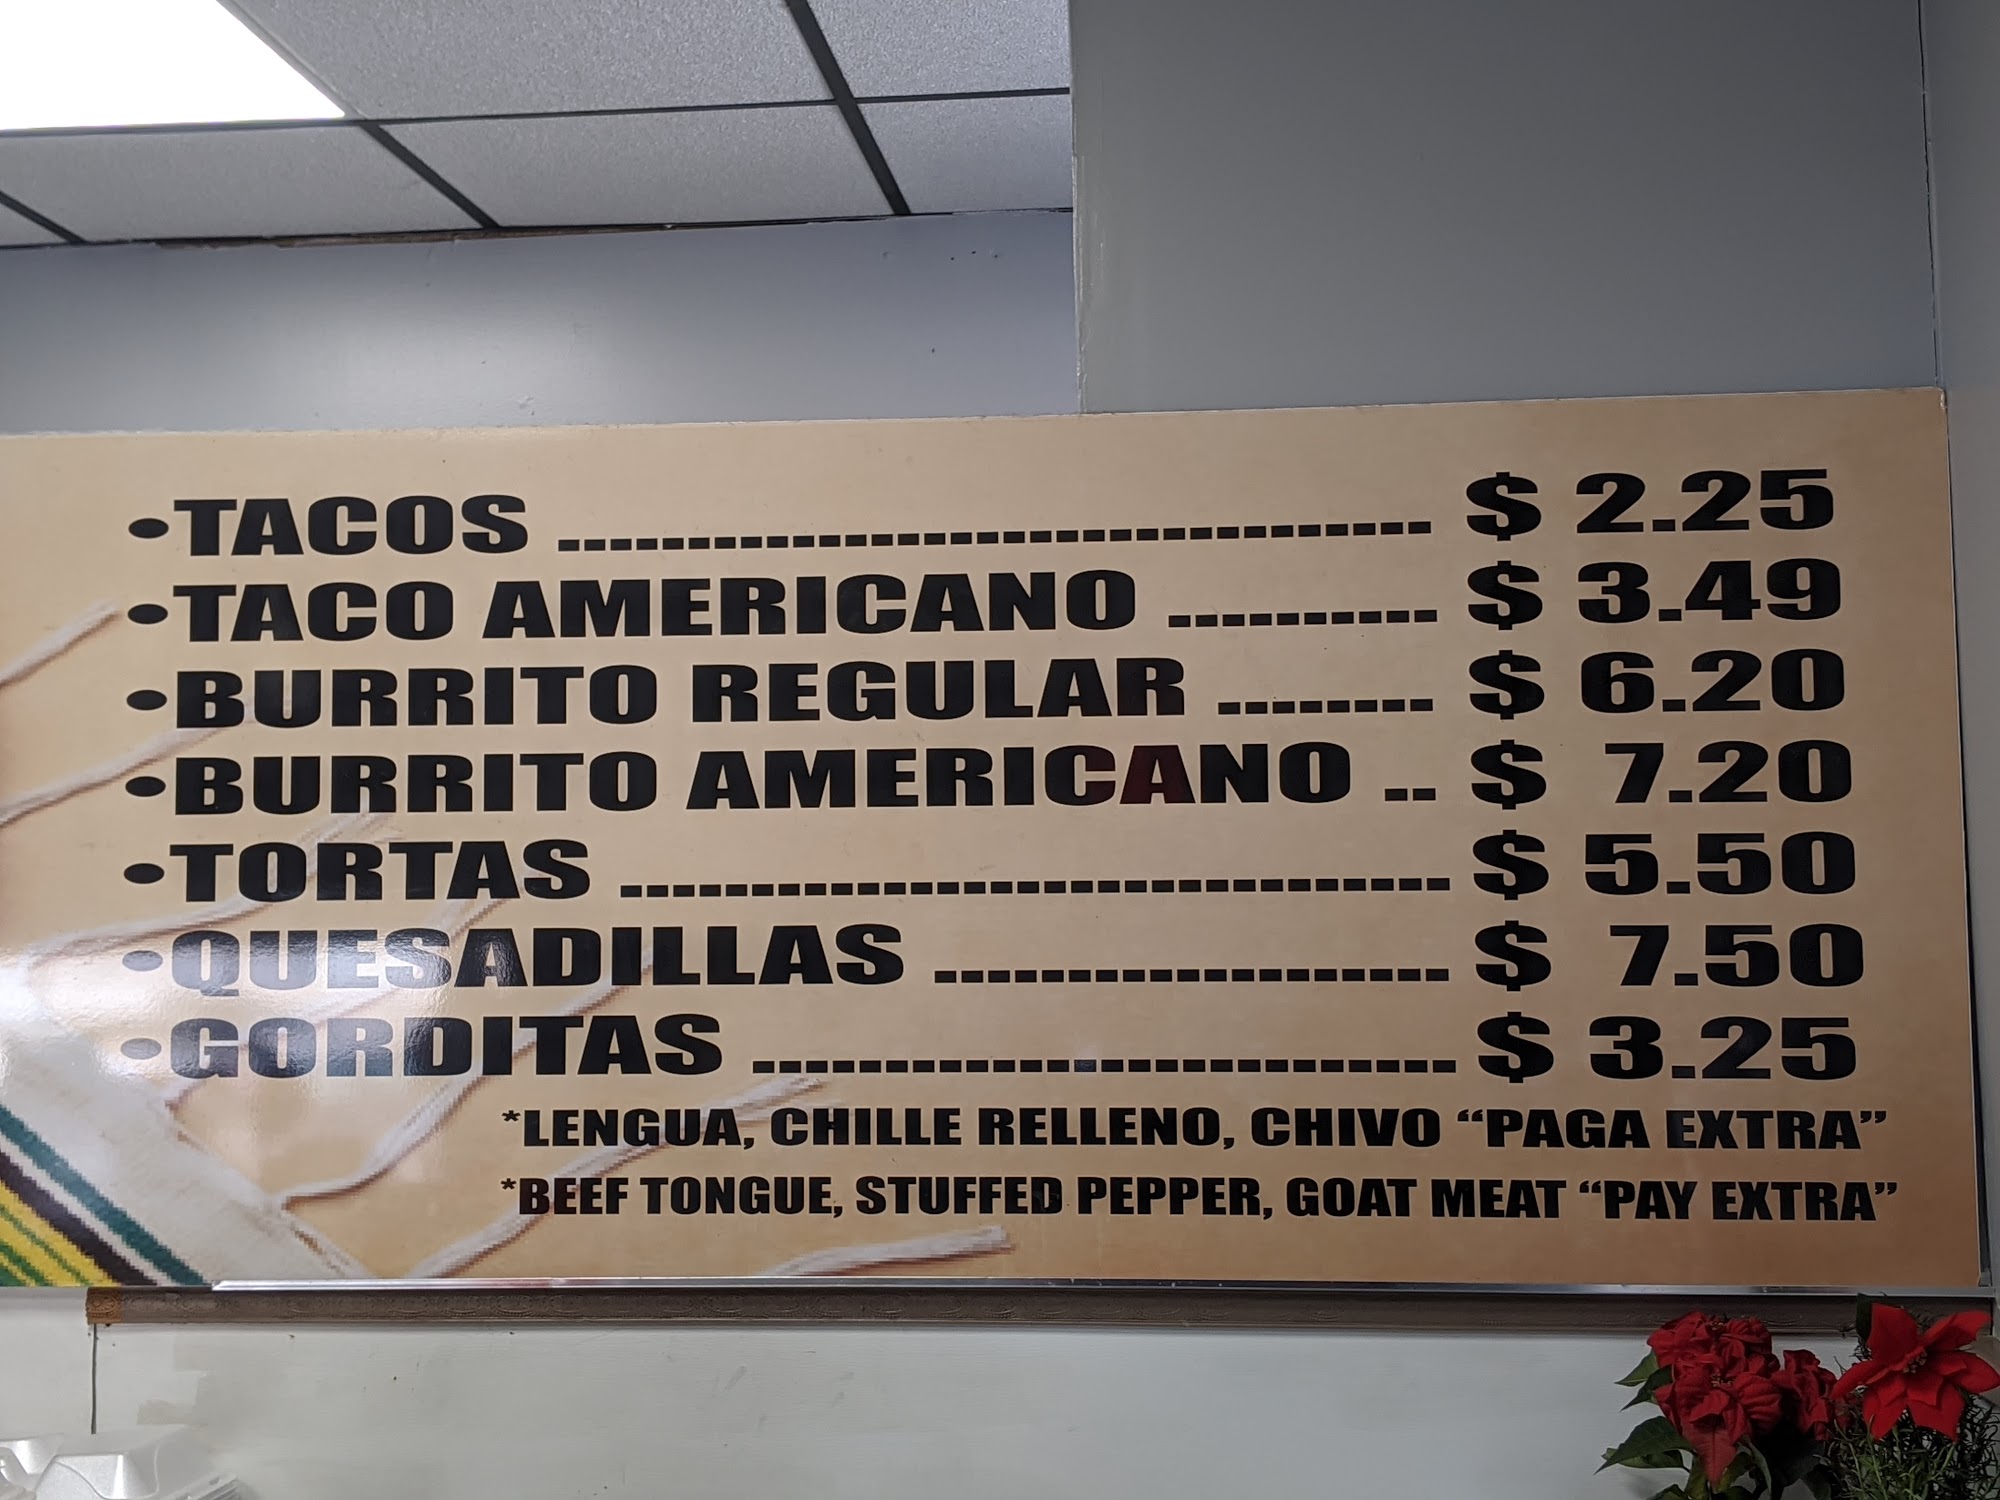 •TACOS --------------------------------- $ 2.25
•TACO AMERICANO ---------- $ 3.49
•BURRITO REGULAR -------- $ 6.20
•BURRITO AMERICANO -- $ 7.20
•TORTAS ------------------------------- $ 5.50
•QUESADILLAS ------------------- $ 7.50
•GORDITAS -------------------------- $ 3.25
*LENGUA, CHILLE RELLENO, CHIVO “PAGA EXTRA”
*BEEF TONGUE, STUFFED PEPPER, GOAT MEAT “PAY EXTRA”